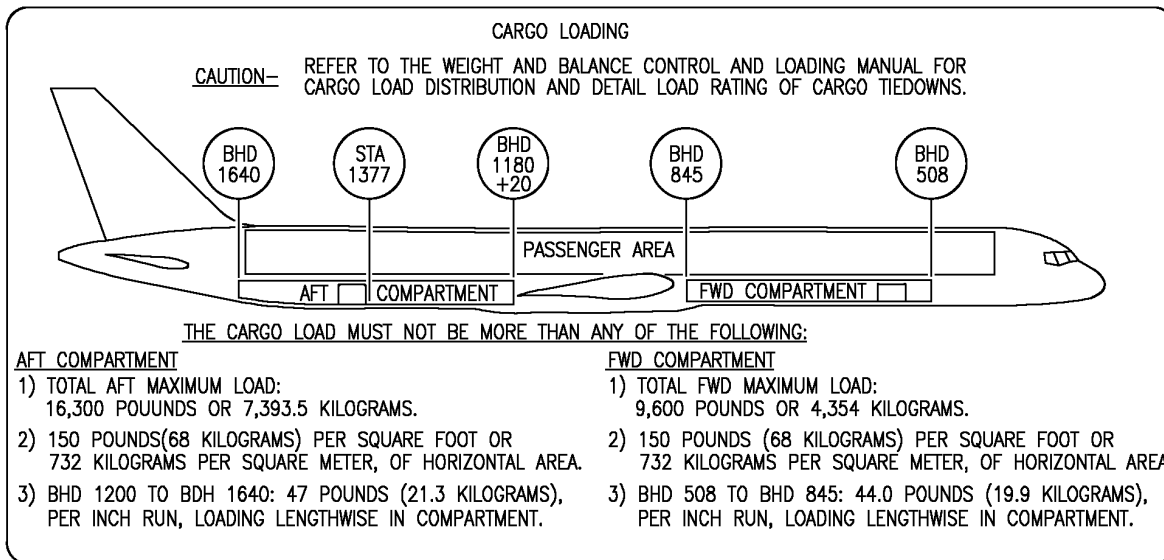 CARGO LOADING
CAUTION- REFER TO THE WEIGHT AND BALANCE CONTROL AND LOADING MANUAL FOR
CARGO LOAD DISTRIBUTION AND DETAIL LOAD RATING OF CARGO TIEDOWNS.
BHD
1640
STA
1377
BHD
1180
+20
BHD
845
BHD
508
PASSENGER AREA
AFT COMPARTMENT
FWD COMPARTMENT
THE CARGO LOAD MUST NOT BE MORE THAN ANY OF THE FOLLOWING:
AFT COMPARTMENT
1) TOTAL AFT MAXIMUM LOAD:
16,300 POUUNDS OR 7,393.5 KILOGRAMS.
2) 150 POUNDS(68 KILOGRAMS) PER SQUARE FOOT OR
732 KILOGRAMS PER SQUARE METER, OF HORIZONTAL AREA.
3) BHD 1200 TO BDH 1640: 47 POUNDS (21.3 KILOGRAMS),
PER INCH RUN, LOADING LENGTHWISE IN COMPARTMENT.
FWD COMPARTMENT
1) TOTAL FWD MAXIMUM LOAD:
9,600 POUNDS OR 4,354 KILOGRAMS.
2) 150 POUNDS (68 KILOGRAMS) PER SQUARE FOOT OR
732 KILOGRAMS PER SQUARE METER, OF HORIZONTAL AREA
3) BHD 508 TO BHD 845: 44.0 POUNDS (19.9 KILOGRAMS),
PER INCH RUN, LOADING LENGTHWISE IN COMPARTMENT.